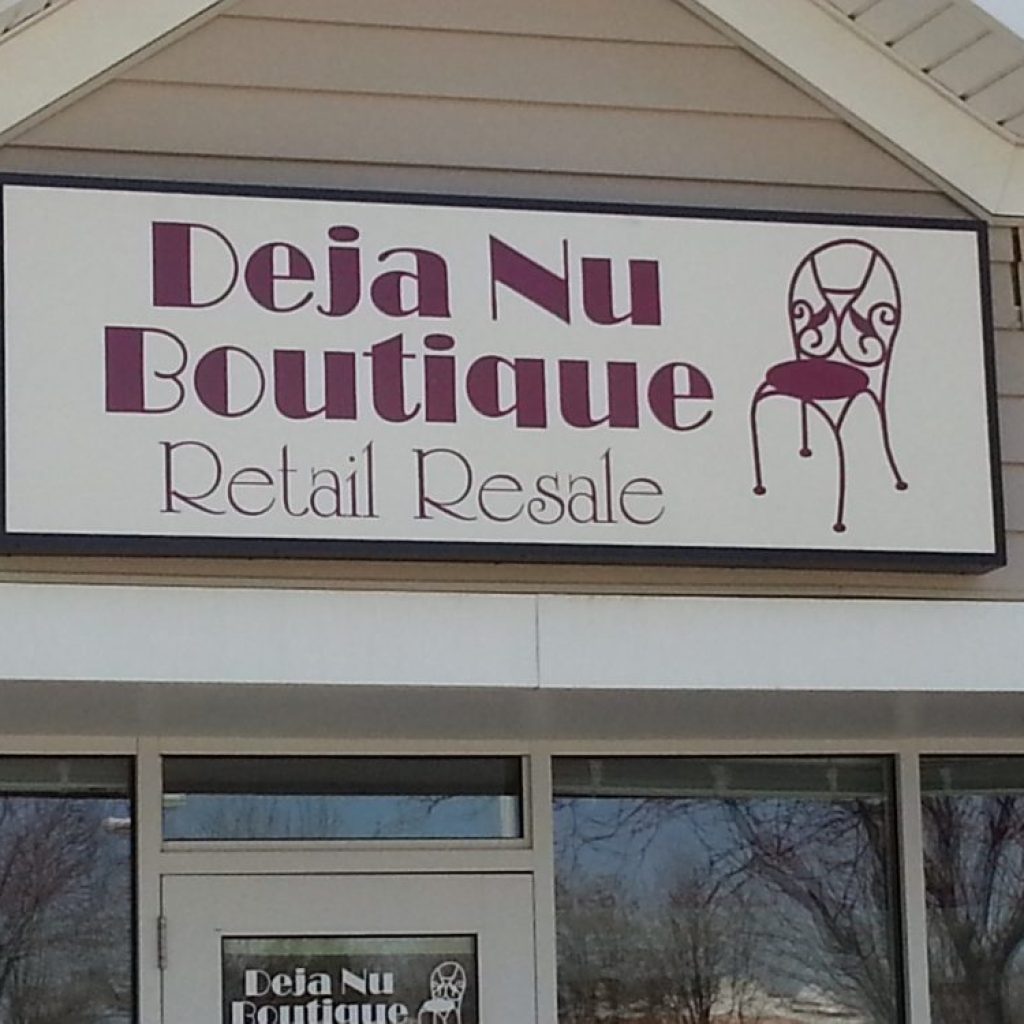 Deja Nu
Boutique
Retail Resale
Deja Nu
Boutique